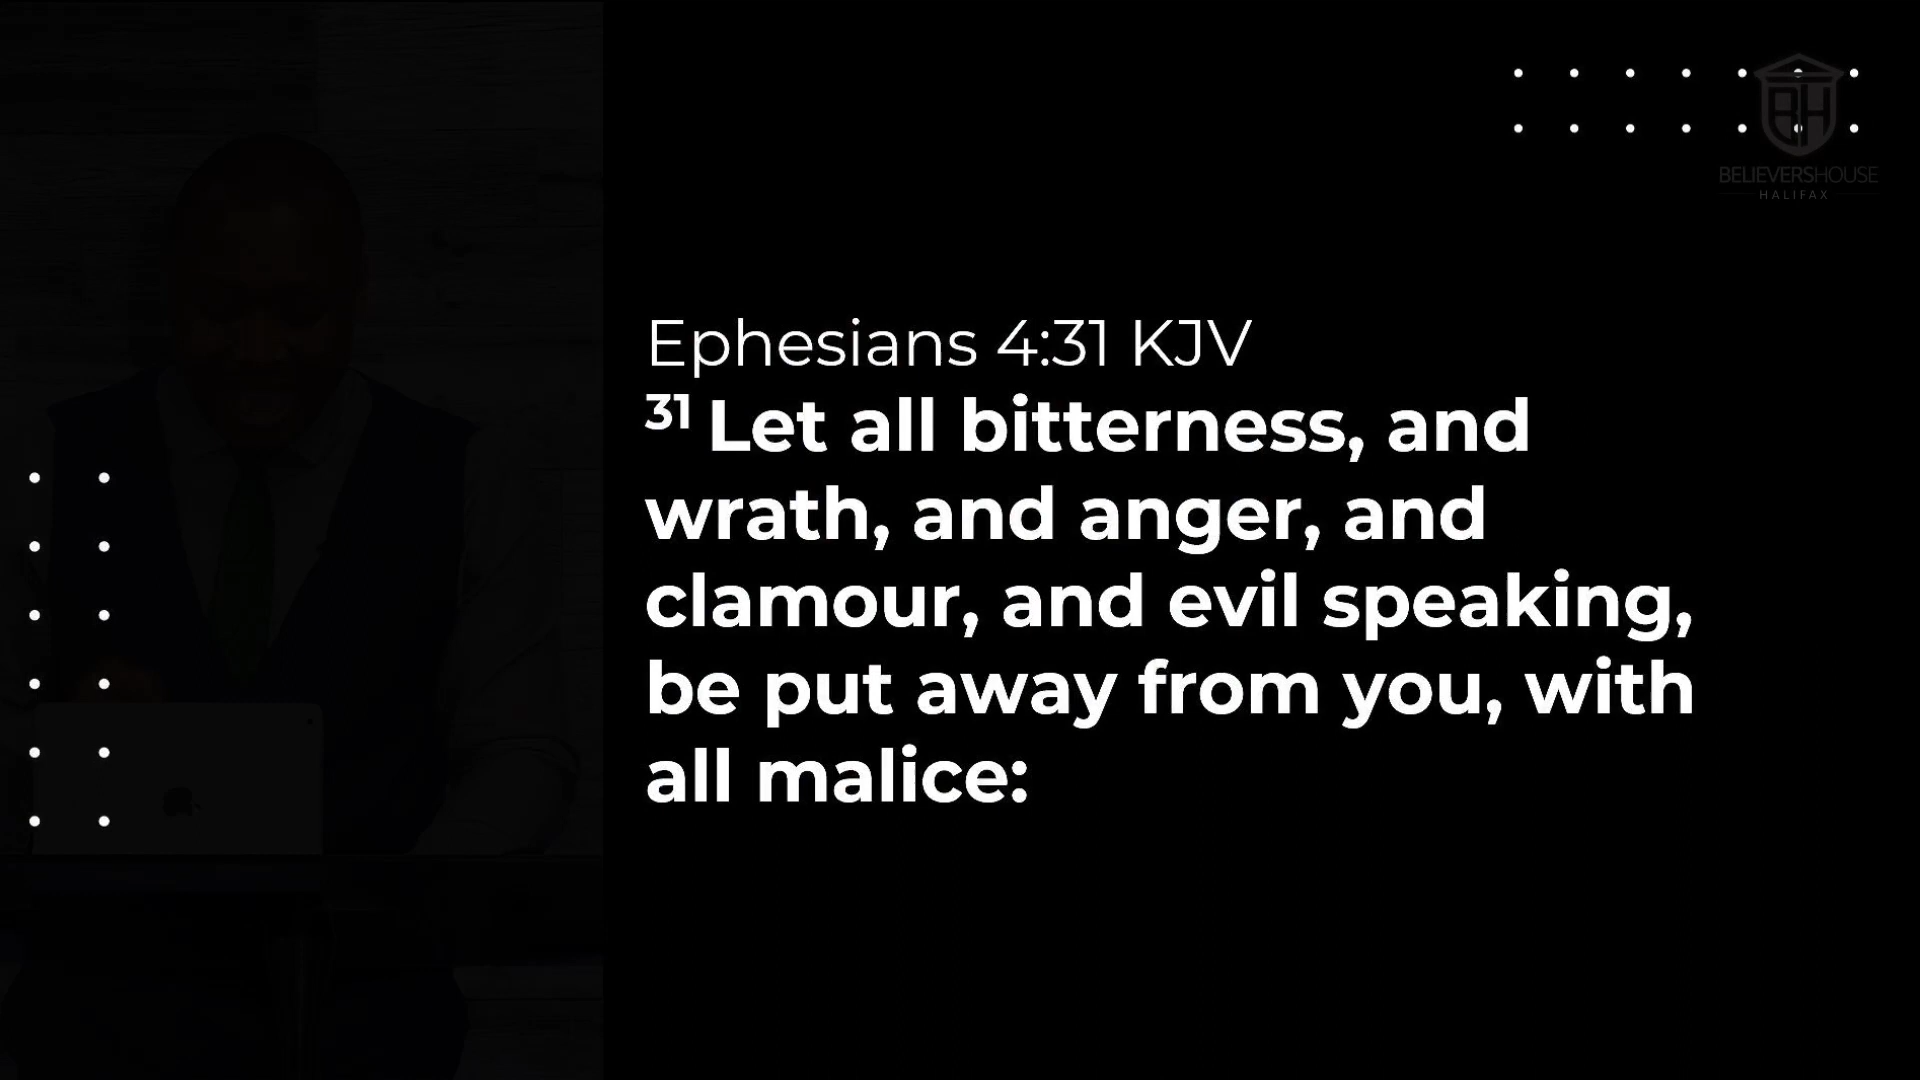 BH
BELIEVERSHOUSE
HALIFAX
Ephesians 4:31 KJV
31 Let all bitterness, and
wrath, and anger, and
clamour, and evil speaking,
be put away from you, with
all malice: